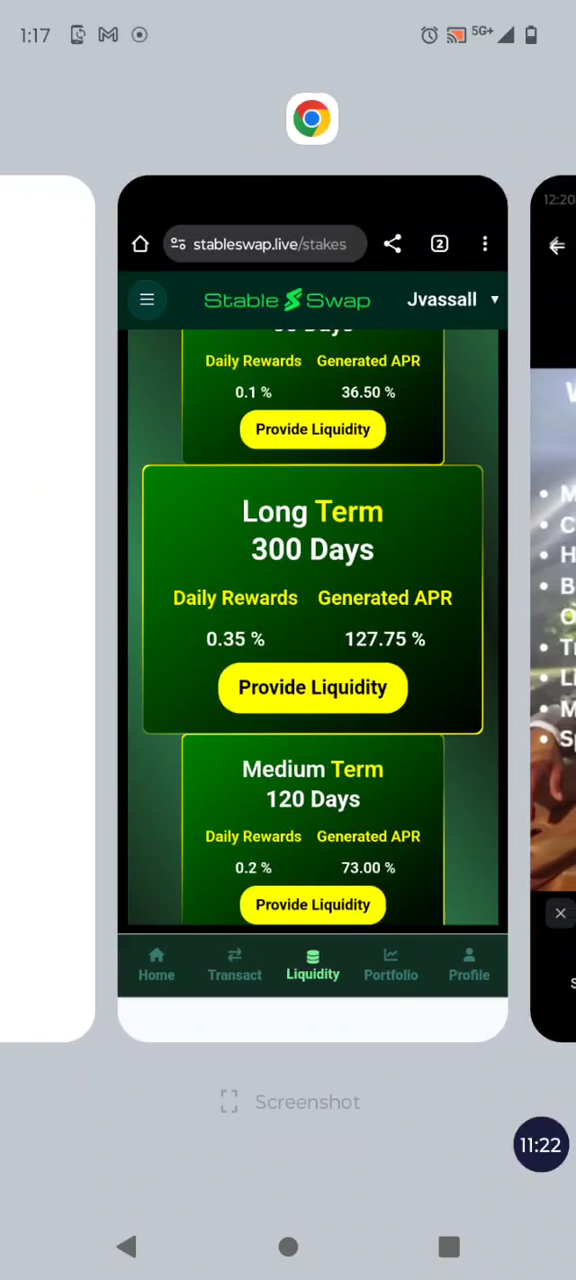 1:17
5G+
12:20
stableswap.live/stakes
2
Stable Swap
Jvassall
Daily Rewards Generated APR
0.1 % 36.50 %
Provide Liquidity
Long Term
300 Days
Daily Rewards Generated APR
0.35 % 127.75 %
Provide Liquidity
Medium Term
120 Days
Daily Rewards Generated APR
0.2 % 73.00 %
Provide Liquidity
Home Transact Liquidity Portfolio Profile
Screenshot
11:22